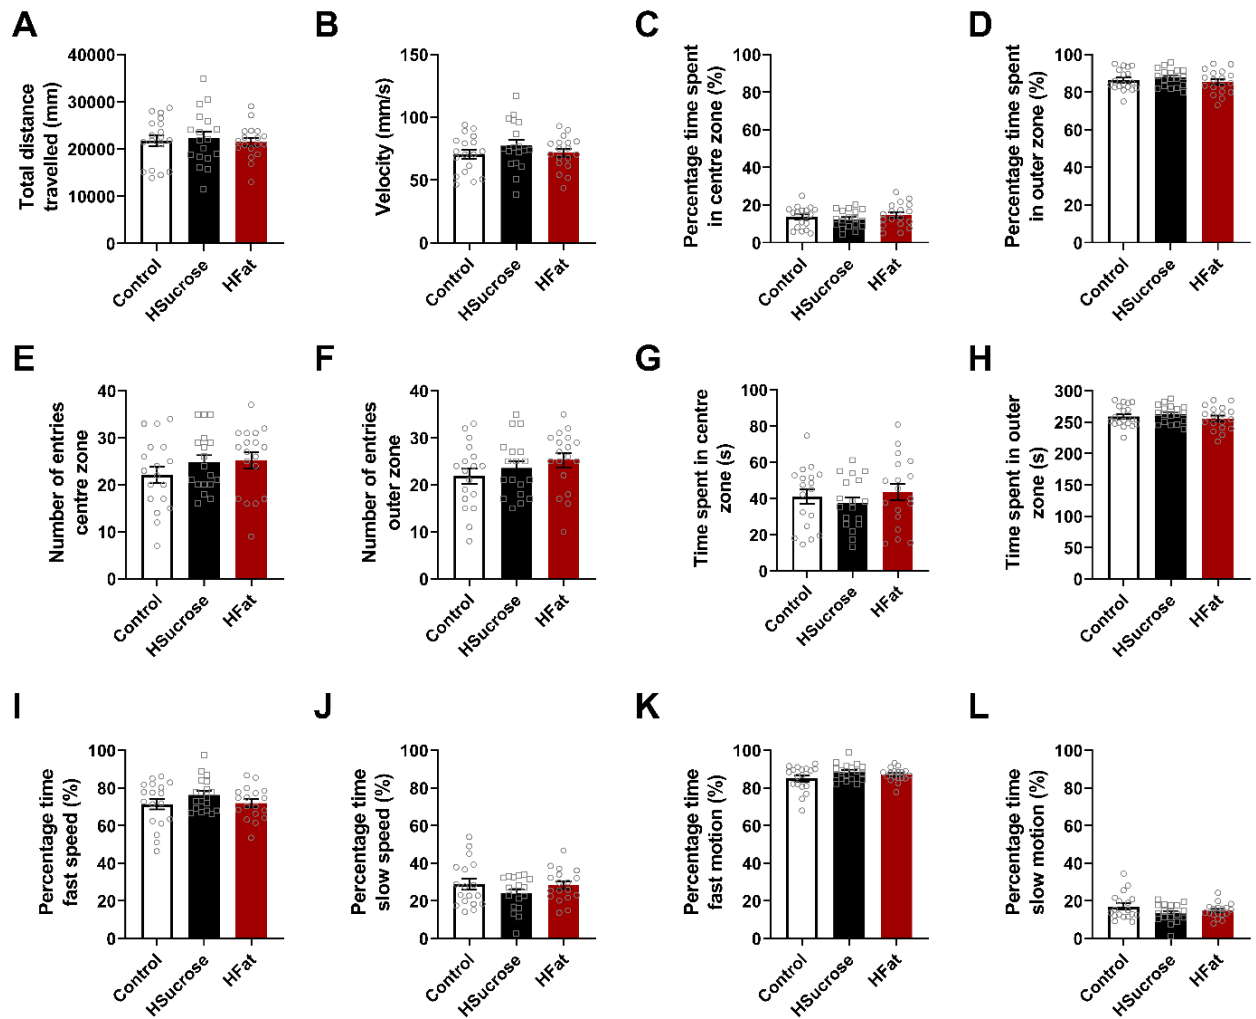 A
B
C
D
Total distance
travelled (mm)
40000
30000
20000
10000
0
Control
HSucrose
HFat
Velocity (mm/s)
150
100
50
0
Control
HSucrose
HFat
Percentage time spent
in centre zone (%)
100
80
60
40
20
0
Control
HSucrose
HFat
Percentage time spent
in outer zone (%)
100
80
60
40
20
0
Control
HSucrose
HFat
E
F
G
H
Number of entries
centre zone
40
30
20
10
0
Control
HSucrose
HFat
Number of entries
outer zone
40
30
20
10
0
Control
HSucrose
HFat
Time spent in centre
zone (s)
100
80
60
40
20
0
Control
HSucrose
HFat
Time spent in outer
zone (s)
300
250
200
150
100
50
0
Control
HSucrose
HFat
I
J
K
L
Percentage time
fast speed (%)
100
80
60
40
20
0
Control
HSucrose
HFat
Percentage time
slow speed (%)
100
80
60
40
20
0
Control
HSucrose
HFat
Percentage time
fast motion (%)
100
80
60
40
20
0
Control
HSucrose
HFat
Percentage time
slow motion (%)
100
80
60
40
20
0
Control
HSucrose
HFat